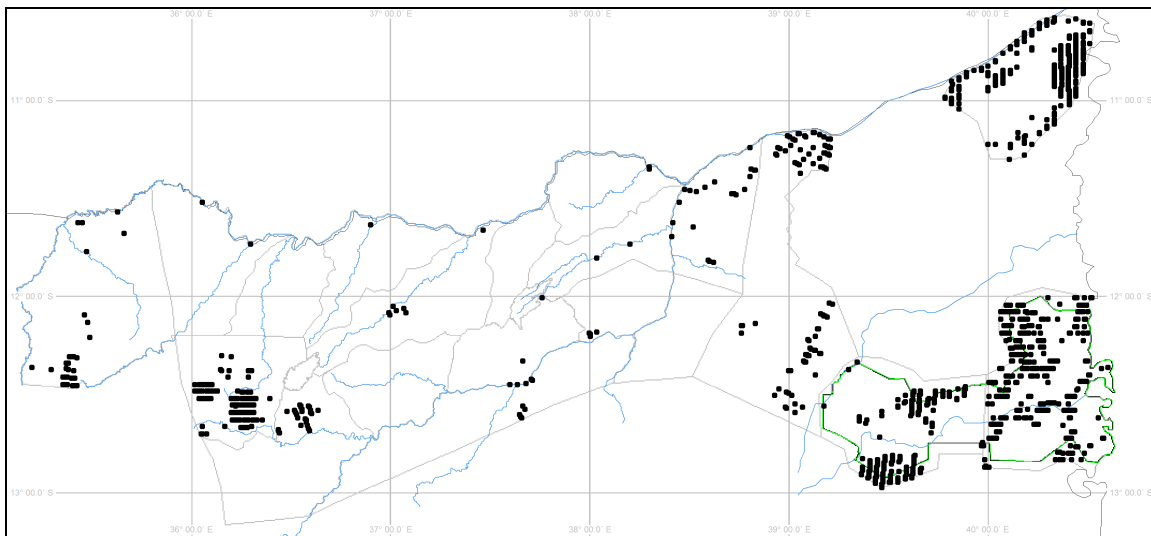 36° 00.0´ E 37° 00.0´ E 38° 00.0´ E 39° 00.0´ E 40° 00.0´ E
11° 00.0´ S 11° 00.0´ S
12° 00.0´ S 12° 00.0´ S
13° 00.0´ S 13° 00.0´ S
36° 00.0´ E 37° 00.0´ E 38° 00.0´ E 39° 00.0´ E 40° 00.0´ E